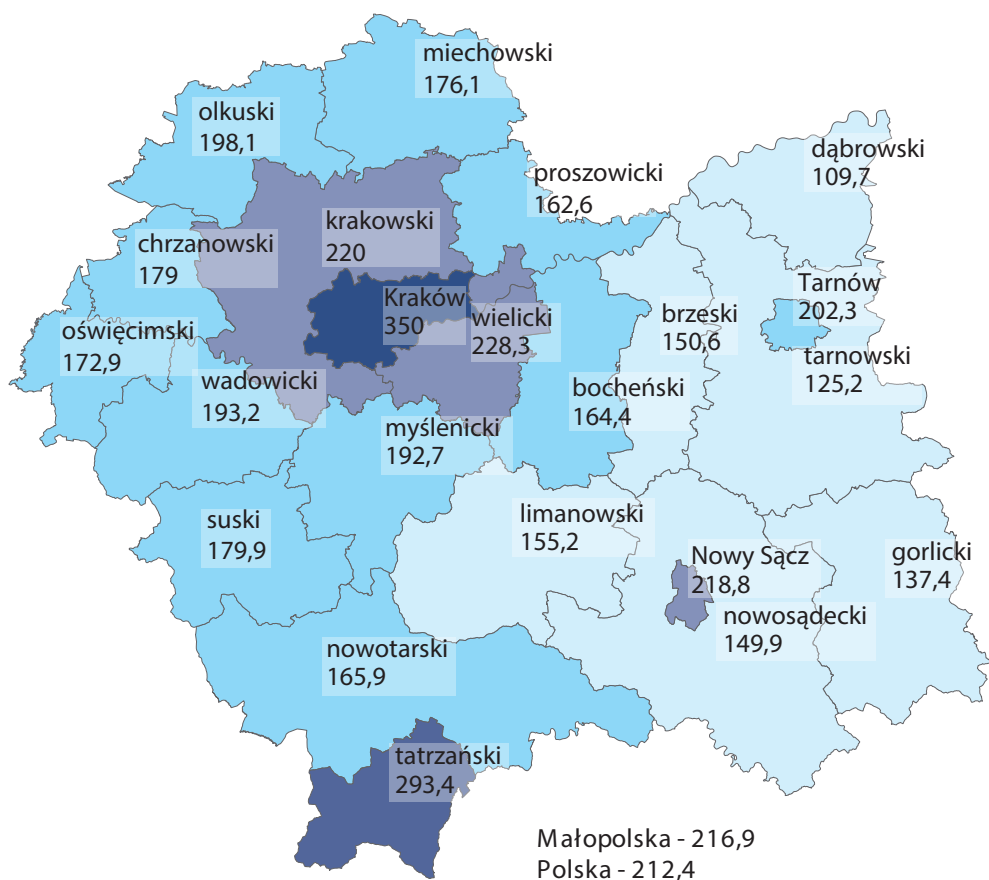 miechowski
176,1
olkuski
198,1
dąbrowski
109,7
proszowicki
162,6
krakowski
220
chrzanowski
179
Kraków
350
Tarnów
202,3
wielicki
228,3
brzeski
150,6
oświęcimski
172,9
tarnowski
125,2
wadowicki
193,2
bocheński
164,4
myślenicki
192,7
suski
179,9
limanowski
155,2
Nowy Sącz
218,8
gorlicki
137,4
nowosądecki
149,9
nowotarski
165,9
tatrzański
293,4
Małopolska - 216,9
Polska - 212,4